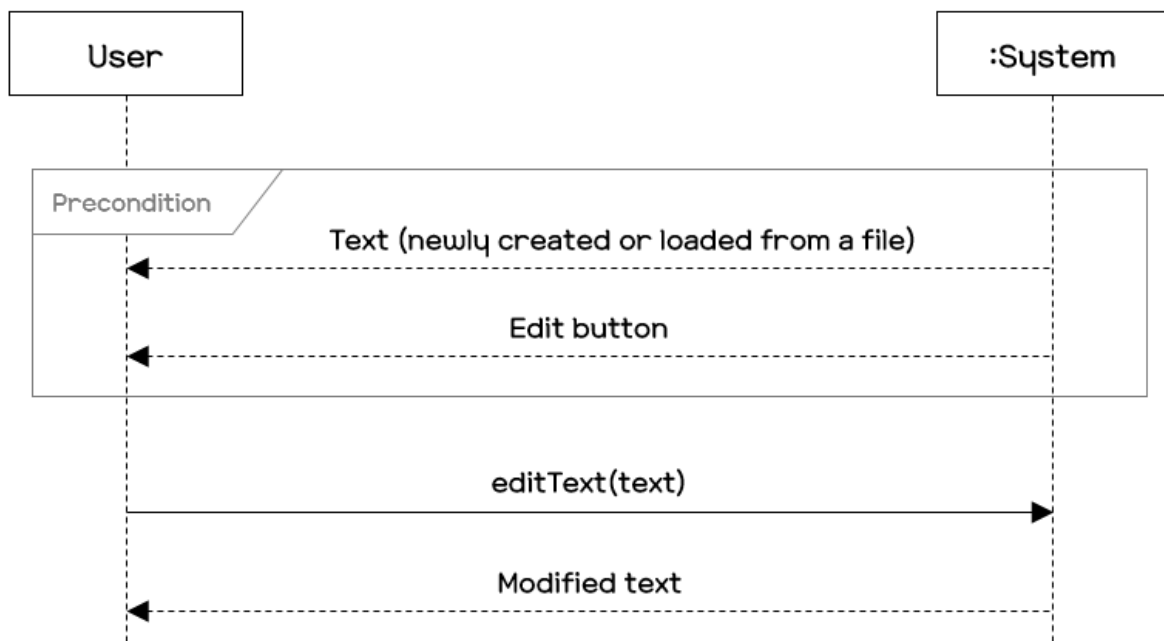 User
:System
Precondition
Text (newly created or loaded from a file)
Edit button
editText(text)
Modified text